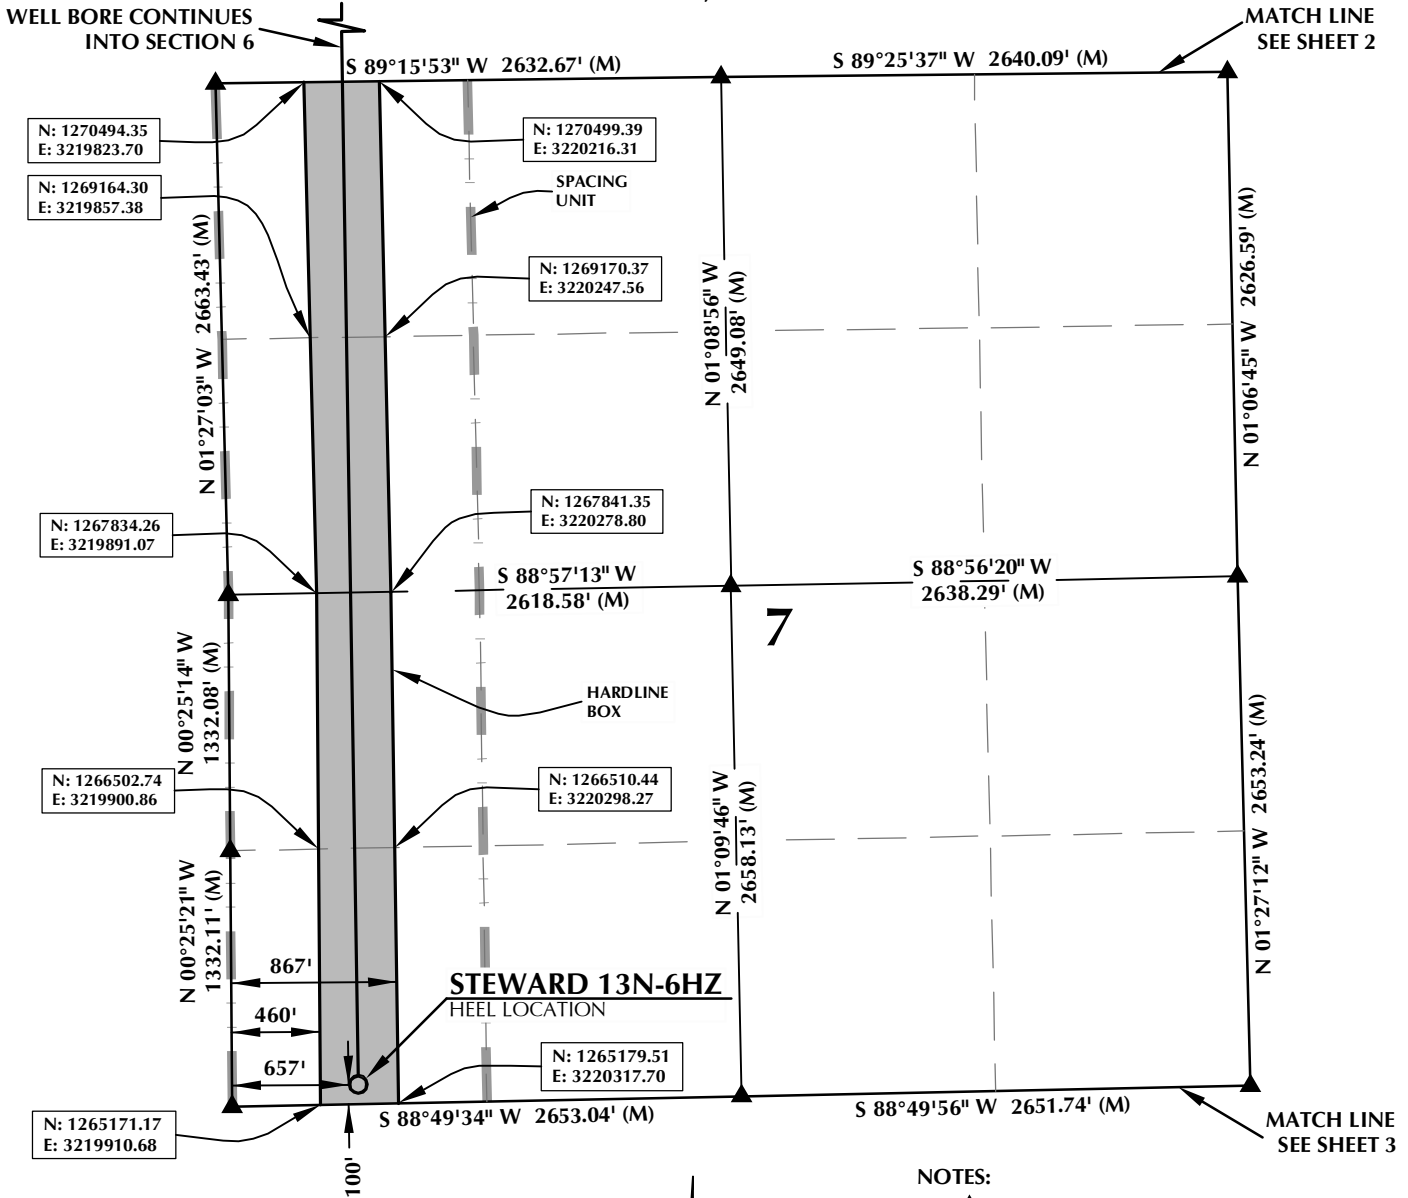 WELL BORE CONTINUES
INTO SECTION 6
MATCH LINE
SEE SHEET 2
S 89°15'53" W 2632.67' (M)
S 89°25'37" W 2640.09' (M)
N: 1270494.35
E: 3219823.70
N: 1270499.39
E: 3220216.31
N: 1269164.30
E: 3219857.38
SPACING
UNIT
N: 1269170.37
E: 3220247.56
N 01°27'03" W 2663.43' (M)
N 01°08'56" W
2649.08' (M)
N 01°06'45" W 2626.59' (M)
N: 1267834.26
E: 3219891.07
N: 1267841.35
E: 3220278.80
S 88°57'13" W
2618.58' (M)
S 88°56'20" W
2638.29' (M)
7
N 00°25'14" W
1332.08' (M)
HARDLINE
BOX
N: 1266502.74
E: 3219900.86
N: 1266510.44
E: 3220298.27
N 01°09'46" W
2658.13' (M)
N 01°27'12" W 2653.24' (M)
N 00°25'21" W
1332.11' (M)
867'
STEWARD 13N-6HZ
HEEL LOCATION
460'
657'
N: 1265179.51
E: 3220317.70
N: 1265171.17
E: 3219910.68
S 88°49'34" W 2653.04' (M)
S 88°49'56" W 2651.74' (M)
MATCH LINE
SEE SHEET 3
100'
NOTES: